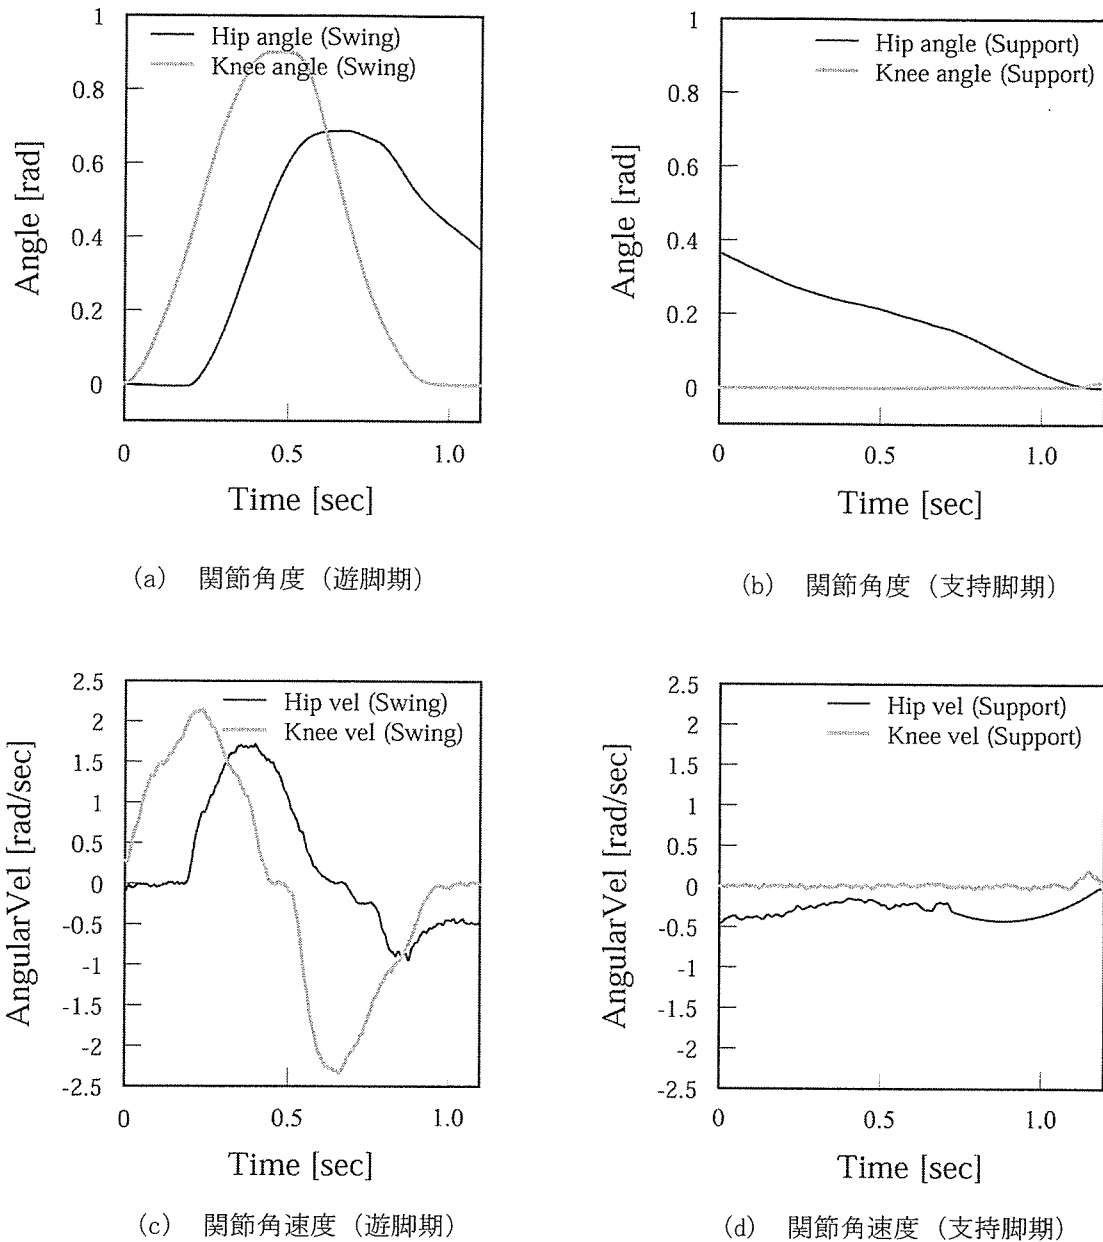 1
0.8
0.6
0.4
0.2
0
Angle [rad]
Hip angle (Swing)
Knee angle (Swing)
0 0.5 1.0
Time [sec]
(a) 関節角度（遊脚期）
1
0.8
0.6
0.4
0.2
0
Angle [rad]
Hip angle (Support)
Knee angle (Support)
0 0.5 1.0
Time [sec]
(b) 関節角度（支持脚期）
2.5
2
1.5
1
0.5
0
-0.5
-1
-1.5
-2
-2.5
AngularVel [rad/sec]
Hip vel (Swing)
Knee vel (Swing)
0 0.5 1.0
Time [sec]
(c) 関節角速度（遊脚期）
2.5
2
1.5
1
0.5
0
-0.5
-1
-1.5
-2
-2.5
AngularVel [rad/sec]
Hip vel (Support)
Knee vel (Support)
0 0.5 1.0
Time [sec]
(d) 関節角速度（支持脚期）